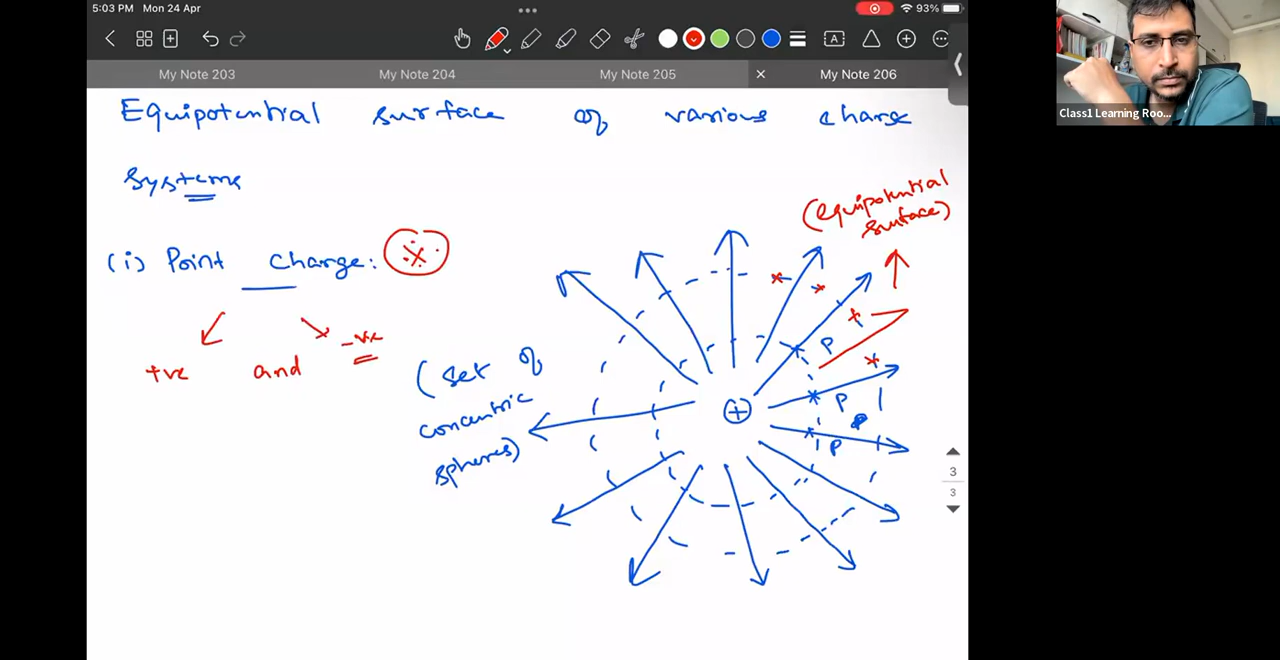 5:03 PM Mon 24 Apr
93%
My Note 203
My Note 204
My Note 205
My Note 206
Class1 Learning Roo...
A
Equipotential surface of various charge
systems
(i) Point charge:
+ve and -ve
(equipotential
surface)
(set of
concentric
spheres)
+
P
P
P
P
3
3